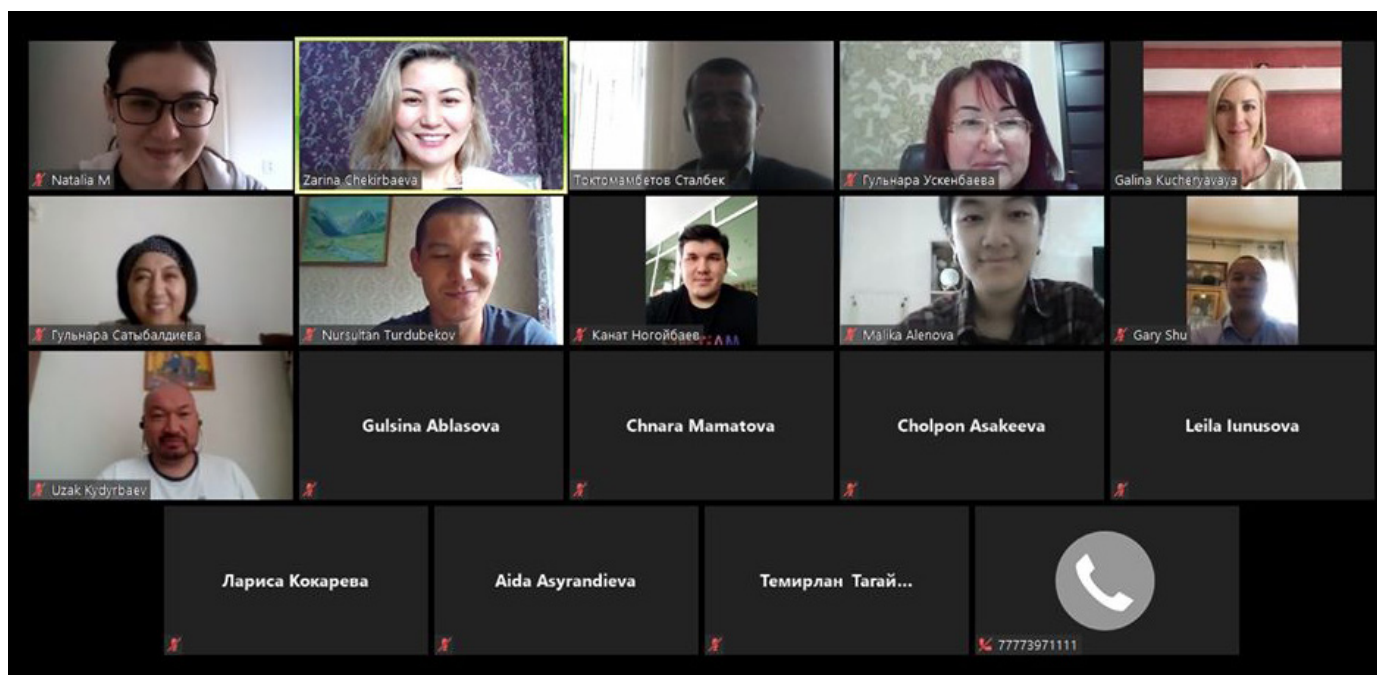 Natalia M
Zarina Chekirbaeva
Токтомамбетов Сталбек
Гульнара Ускенбаева
Galina Kucheryavaya
Гульнара Сатыбалдиева
Nursultan Turdubekov
Канат Ногойбаев
Malika Alenova
Gary Shu
Uzak Kydyrbaev
Gulsina Ablasova
Chnara Mamatova
Cholpon Asakeeva
Leila Iunusova
Лариса Кокарева
Aida Asyrandieva
Темирлан Тагай...
77773971111